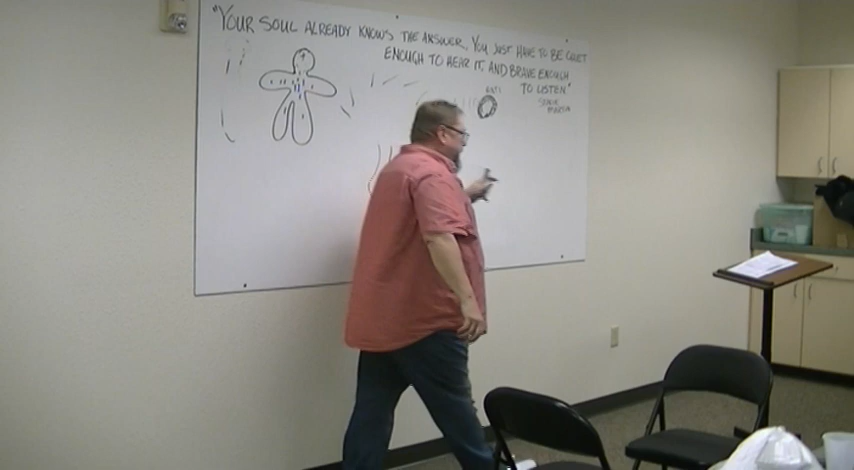 "YOUR SOUL ALREADY KNOWS THE ANSWER. YOU JUST HAVE TO BE QUIET
ENOUGH TO HEAR IT, AND BRAVE ENOUGH
TO LISTEN."